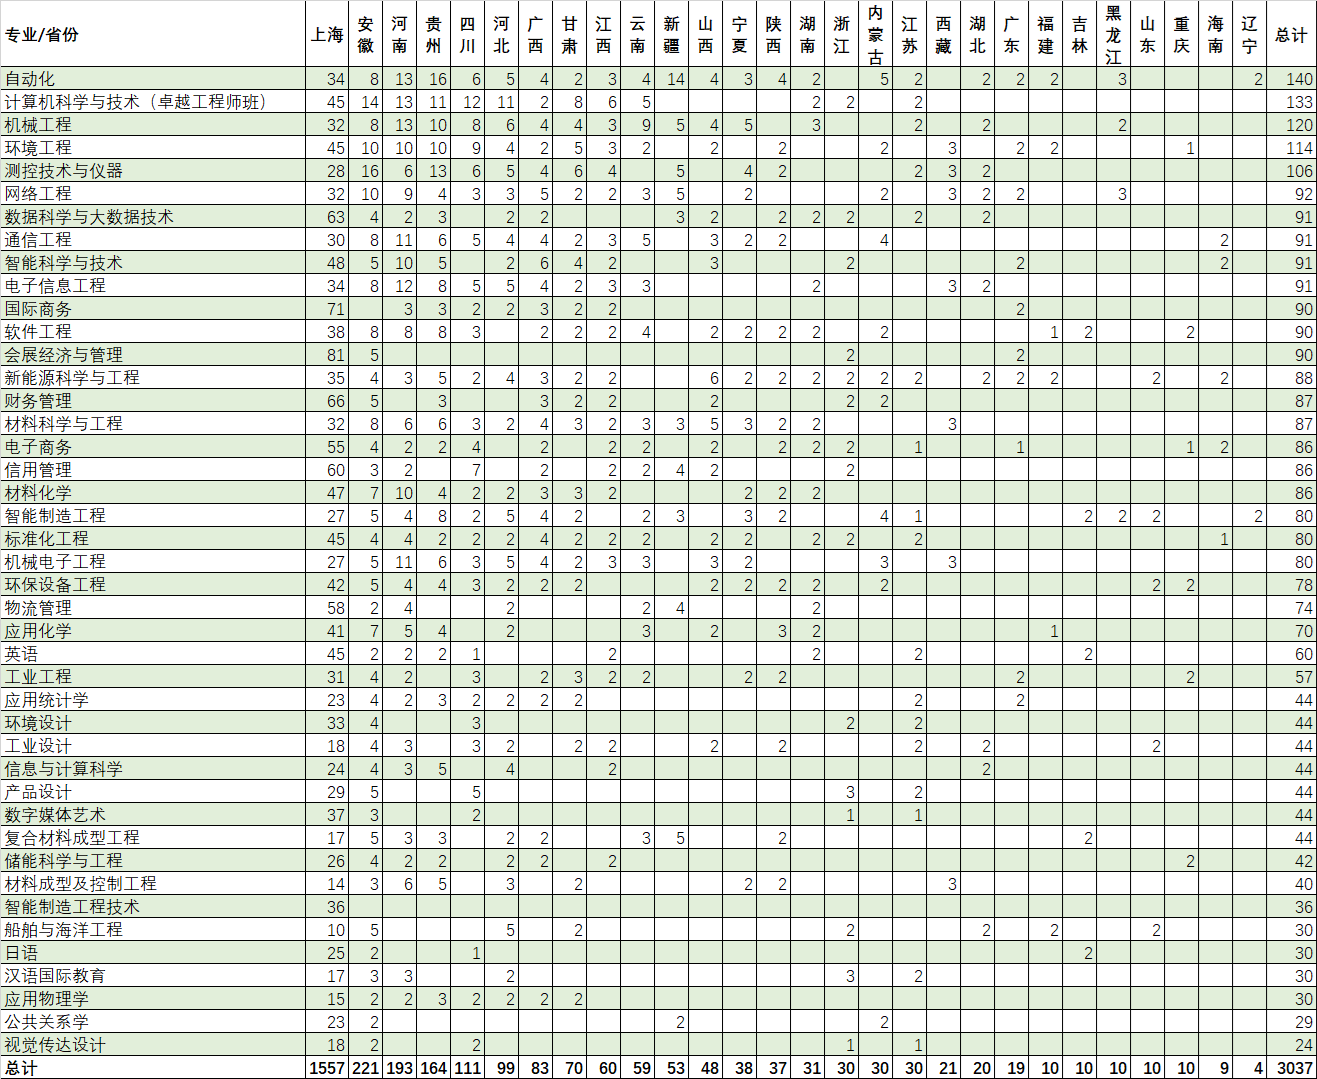 专业/省份 上海 安徽 河南 贵州 四川 河北 广西 甘肃 江西 云南 新疆 山西 宁夏 陕西 湖南 浙江 内蒙古 江苏 西藏 湖北 广东 福建 吉林 黑龙江 山东 重庆 海南 辽宁 总计
自动化 34 8 13 16 6 5 4 2 3 4 14 4 3 4 2 5 2 2 2 2 3 2 140
计算机科学与技术（卓越工程师班） 45 14 13 11 12 11 2 8 6 5 2 2 2 133
机械工程 32 8 13 10 8 6 4 4 3 9 5 4 5 3 2 2 2 120
环境工程 45 10 10 10 9 4 2 5 3 2 2 2 2 3 2 2 1 114
测控技术与仪器 28 16 6 13 6 5 4 6 4 5 4 2 2 3 2 106
网络工程 32 10 9 4 3 3 5 2 2 3 5 2 2 3 2 2 3 92
数据科学与大数据技术 63 4 2 3 2 2 3 2 2 2 2 2 2 91
通信工程 30 8 11 6 5 4 4 2 3 5 3 2 2 4 2 91
智能科学与技术 48 5 10 5 2 6 4 2 3 2 2 2 91
电子信息工程 34 8 12 8 5 5 4 2 3 3 2 3 2 91
国际商务 71 3 3 2 2 3 2 2 2 90
软件工程 38 8 8 8 3 2 2 2 4 2 2 2 2 2 1 2 2 90
会展经济与管理 81 5 2 2 90
新能源科学与工程 35 4 3 5 2 4 3 2 2 6 2 2 2 2 2 2 2 2 2 2 2 88
财务管理 66 5 3 3 2 2 2 2 2 87
材料科学与工程 32 8 6 6 3 2 4 3 2 3 3 5 3 2 2 3 87
电子商务 55 4 2 2 4 2 2 2 2 2 2 2 1 1 1 2 86
信用管理 60 3 2 7 2 2 2 4 2 2 86
材料化学 47 7 10 4 2 2 3 3 2 2 2 2 86
智能制造工程 27 5 4 8 2 5 4 2 2 3 3 2 4 1 2 2 2 2 80
标准化工程 45 4 4 2 2 2 4 2 2 2 2 2 2 2 2 1 80
机械电子工程 27 5 11 6 3 5 4 2 3 3 3 2 3 3 80
环保设备工程 42 5 4 4 3 2 2 2 2 2 2 2 2 2 2 78
物流管理 58 2 4 2 2 4 2 74
应用化学 41 7 5 4 2 3 2 3 2 1 70
英语 45 2 2 2 1 2 2 2 2 60
工业工程 31 4 2 3 2 3 2 2 2 2 2 2 57
应用统计学 23 4 2 3 2 2 2 2 2 2 44
环境设计 33 4 3 2 2 44
工业设计 18 4 3 3 2 2 2 2 2 2 2 2 44
信息与计算科学 24 4 3 5 4 2 2 44
产品设计 29 5 5 3 2 44
数字媒体艺术 37 3 2 1 1 44
复合材料成型工程 17 5 3 3 2 2 3 5 2 2 44
储能科学与工程 26 4 2 2 2 2 2 2 42
材料成型及控制工程 14 3 6 5 3 2 2 2 3 40
智能制造工程技术 36 36
船舶与海洋工程 10 5 5 2 2 2 2 2 30
日语 25 2 1 2 30
汉语国际教育 17 3 3 2 3 2 30
应用物理学 15 2 2 3 2 2 2 2 30
公共关系学 23 2 2 2 29
视觉传达设计 18 2 2 1 1 24
总计 1557 221 193 164 111 99 83 70 60 59 53 48 38 37 31 30 30 30 21 20 19 10 10 10 10 10 9 4 3037